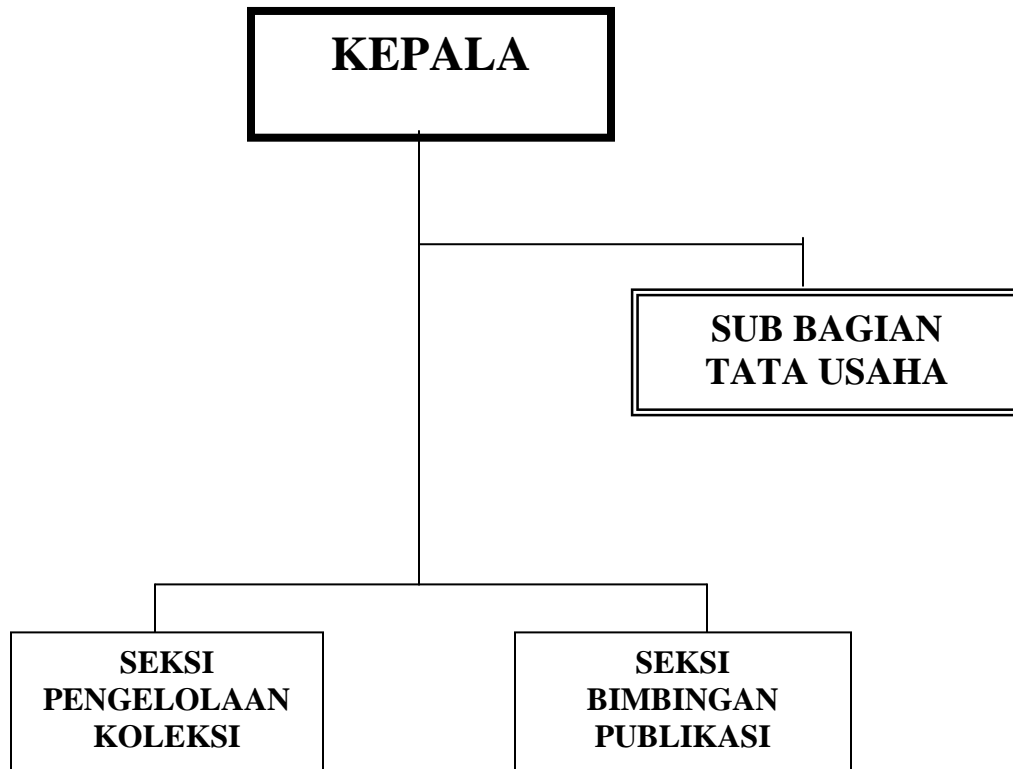 KEPALA
SUB BAGIAN
TATA USAHA
SEKSI
PENGELOLAAN
KOLEKSI
SEKSI
BIMBINGAN
PUBLIKASI